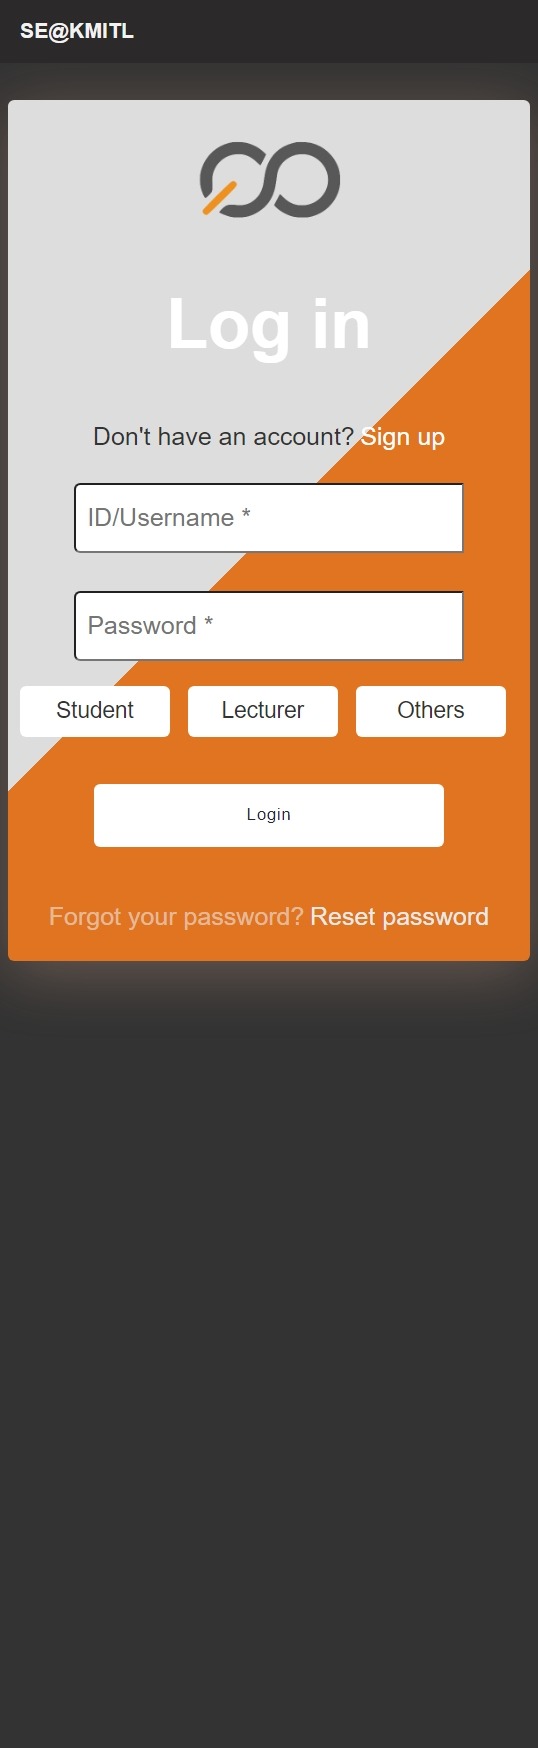 SE@KMITL
Log in
Don't have an account? Sign up
ID/Username *
Password *
Student Lecturer Others
Login
Forgot your password? Reset password